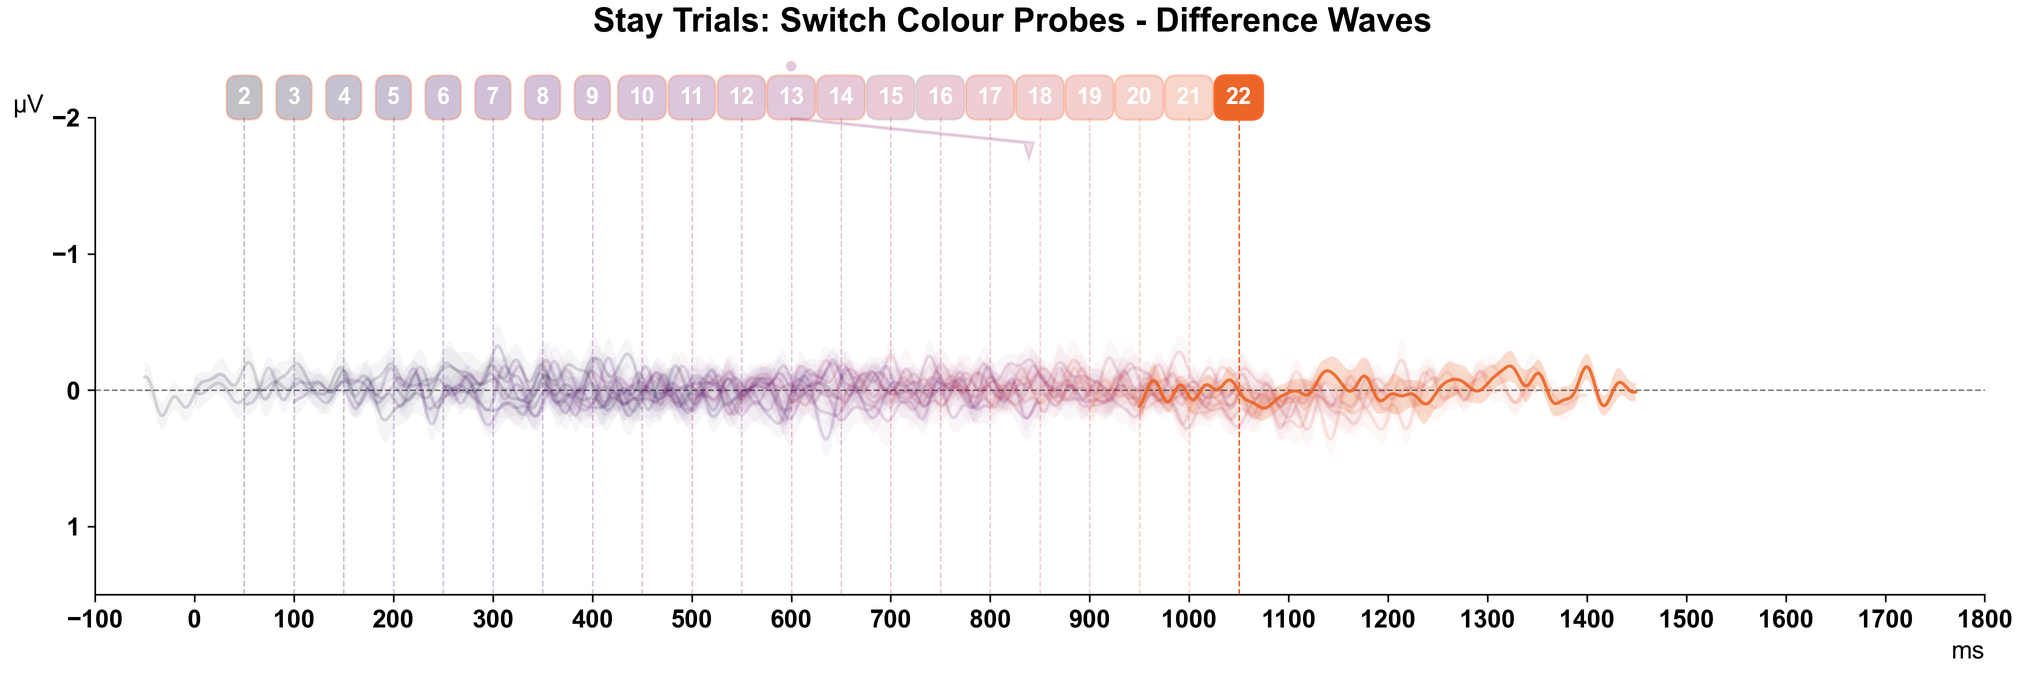 Stay Trials: Switch Colour Probes - Difference Waves
2 3 4 5 6 7 8 9 10 11 12 13 14 15 16 17 18 19 20 21 22
µV
−2
−1
0
1
−100 0 100 200 300 400 500 600 700 800 900 1000 1100 1200 1300 1400 1500 1600 1700 1800
ms